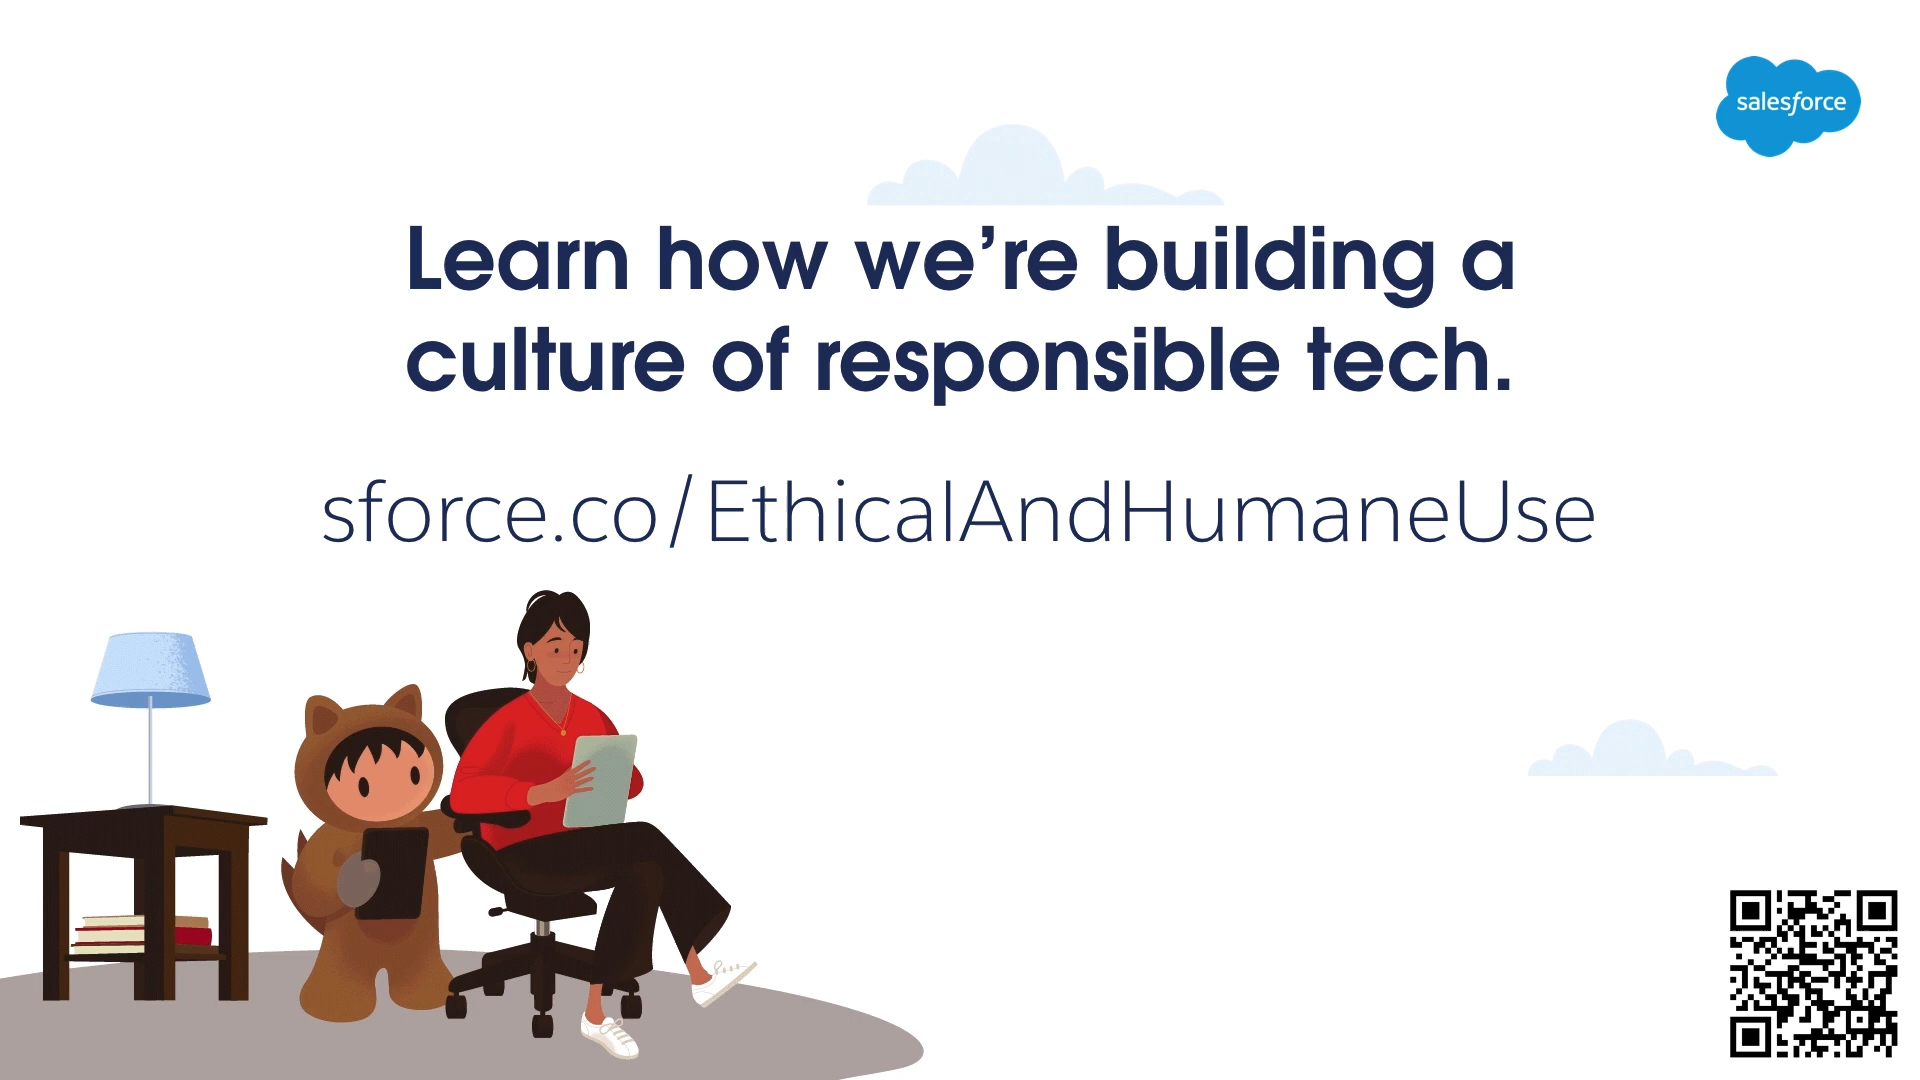 salesforce
Learn how we’re building a
culture of responsible tech.
sforce.co/EthicalAndHumaneUse